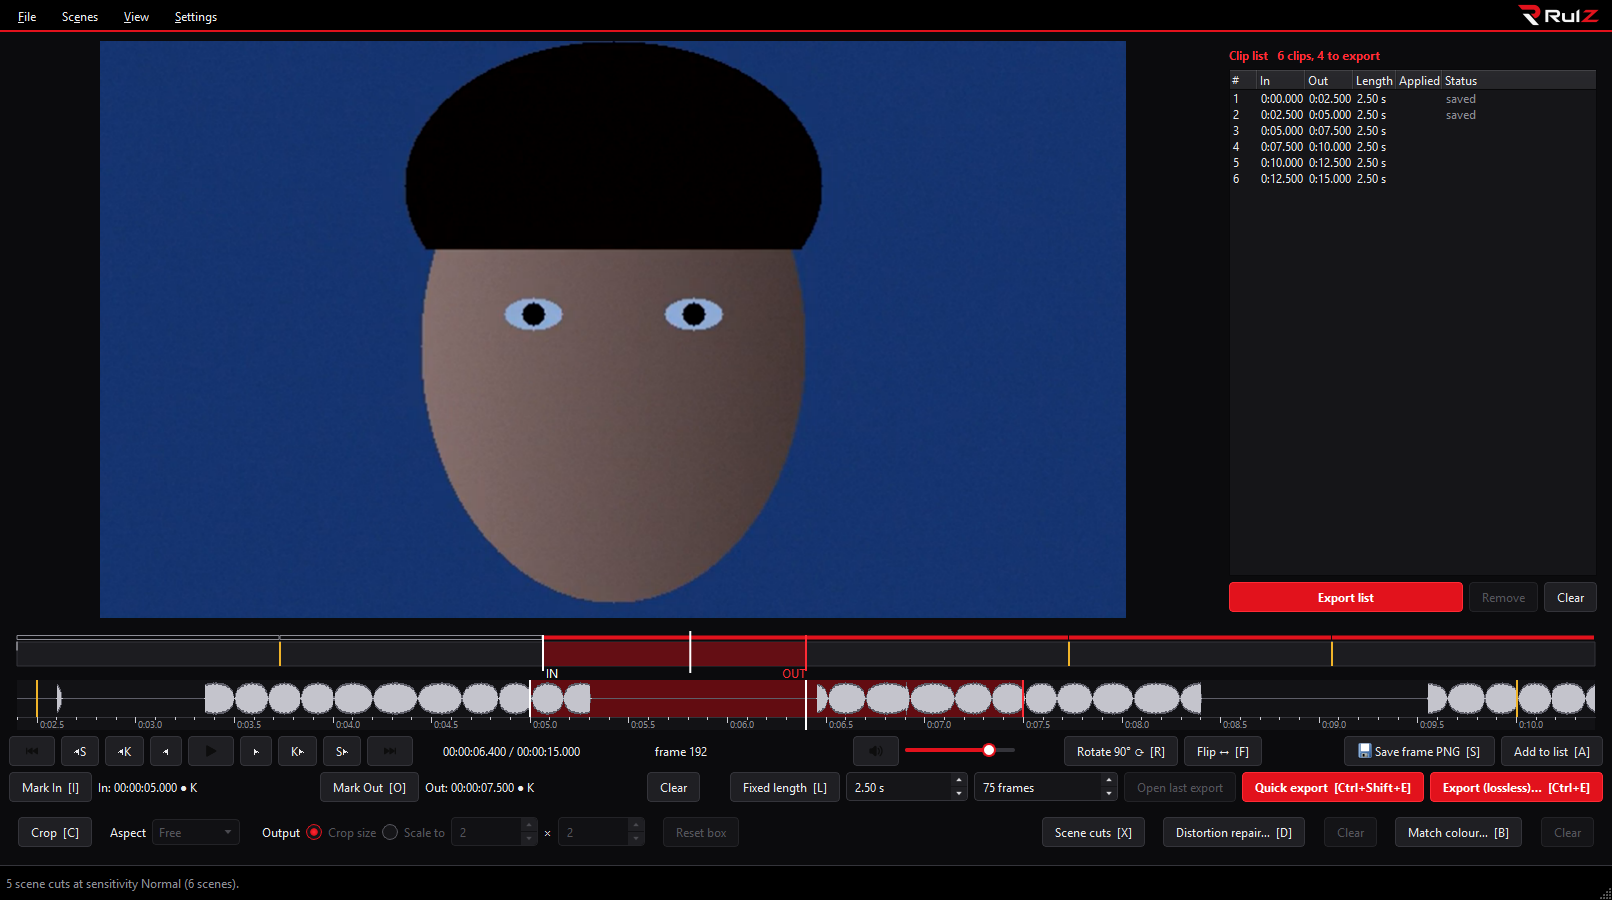 File Scenes View Settings
RuiZ
Clip list 6 clips, 4 to export
# In Out Length Applied Status
1 0:00.000 0:02.500 2.50 s saved
2 0:02.500 0:05.000 2.50 s saved
3 0:05.000 0:07.500 2.50 s
4 0:07.500 0:10.000 2.50 s
5 0:10.000 0:12.500 2.50 s
6 0:12.500 0:15.000 2.50 s
Export list Remove Clear
IN OUT
0:02.5 0:03.0 0:03.5 0:04.0 0:04.5 0:05.0 0:05.5 0:06.0 0:06.5 0:07.0 0:07.5 0:08.0 0:08.5 0:09.0 0:09.5 0:10.0
S K K S 00:00:06.400 / 00:00:15.000 frame 192 Rotate 90° ⟳ [R] Flip ↔ [F] Save frame PNG [S] Add to list [A]
Mark In [I] In: 00:00:05.000 ● K Mark Out [O] Out: 00:00:07.500 ● K Clear Fixed length [L] 2.50 s 75 frames Open last export Quick export [Ctrl+Shift+E] Export (lossless)... [Ctrl+E]
Crop [C] Aspect Free Output Crop size Scale to 2 × 2 Reset box Scene cuts [X] Distortion repair... [D] Clear Match colour... [B] Clear
5 scene cuts at sensitivity Normal (6 scenes).